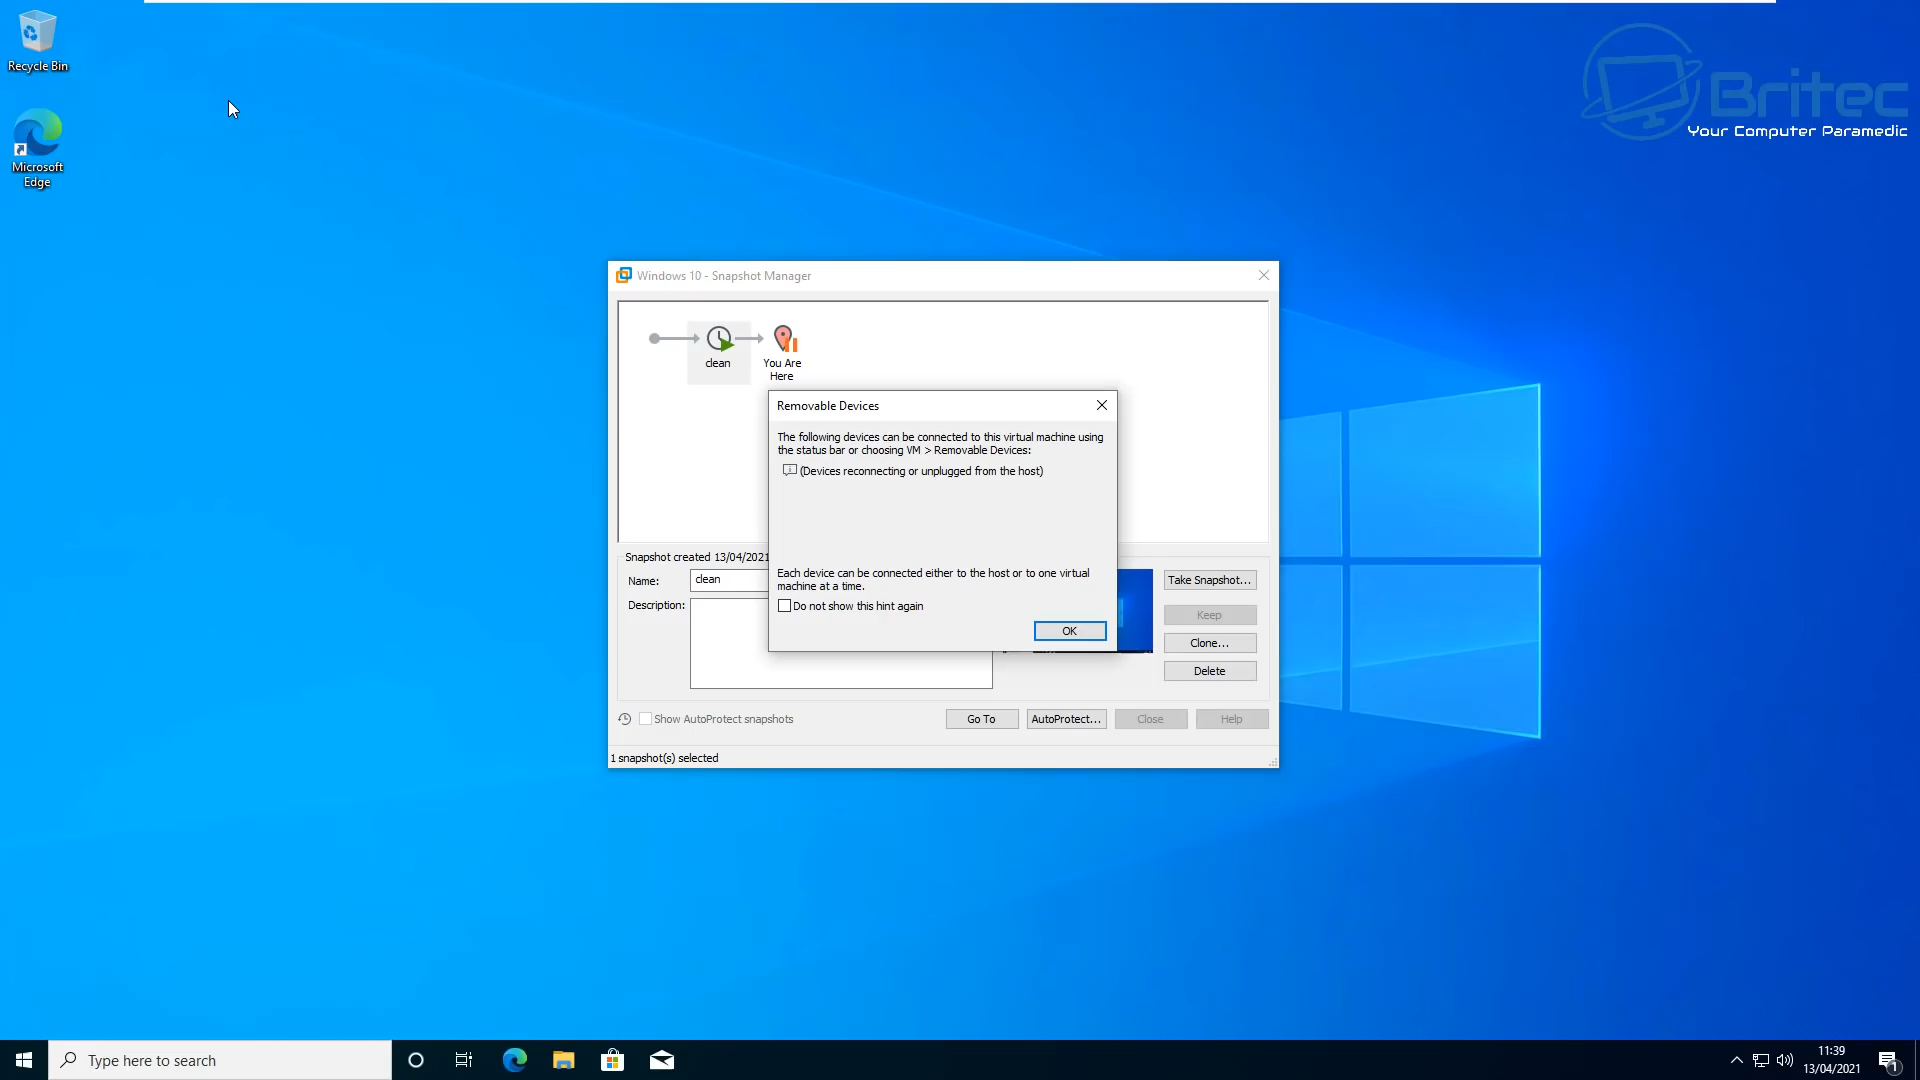 Recycle Bin
Microsoft
Edge
Britec
Your Computer Paramedic
Windows 10 - Snapshot Manager
clean
You Are
Here
Removable Devices
The following devices can be connected to this virtual machine using
the status bar or choosing VM > Removable Devices:
(Devices reconnecting or unplugged from the host)
Each device can be connected either to the host or to one virtual
machine at a time.
Do not show this hint again
OK
Snapshot created 13/04/2021
Name:
clean
Description:
Take Snapshot...
Keep
Clone...
Delete
Show AutoProtect snapshots
Go To
AutoProtect...
Close
Help
1 snapshot(s) selected
Type here to search
11:39
13/04/2021
1